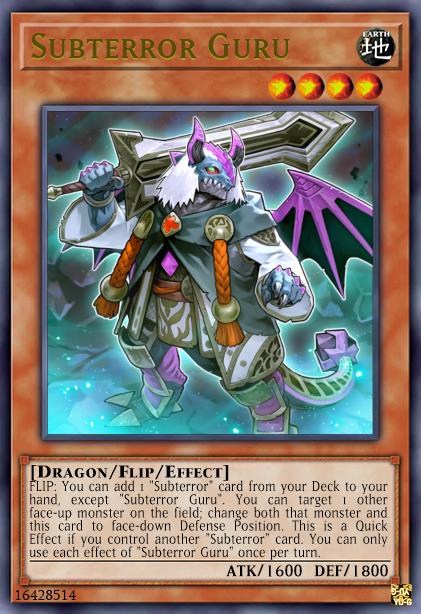 SUBTERROR GURU
EARTH
地
[DRAGON/FLIP/EFFECT]
FLIP: You can add 1 "Subterror" card from your Deck to your
hand, except "Subterror Guru". You can target 1 other
face-up monster on the field; change both that monster and
this card to face-down Defense Position. This is a Quick
Effect if you control another "Subterror" card. You can only
use each effect of "Subterror Guru" once per turn.
ATK/1600 DEF/1800
16428514